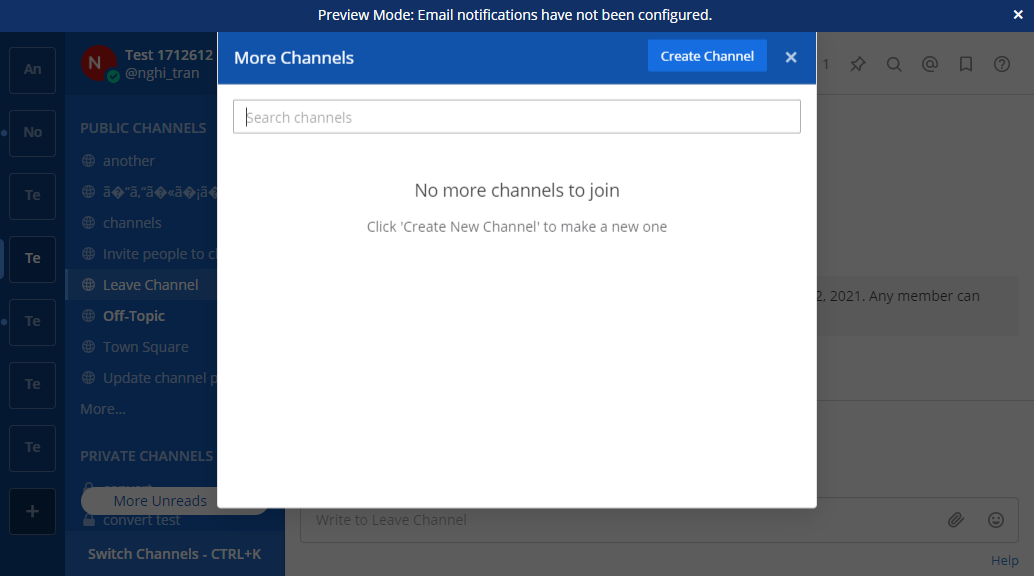 Preview Mode: Email notifications have not been configured.
An
No
Te
Te
Te
Te
Te
N
Test 1712612
@nghi_tran
PUBLIC CHANNELS
another
channels
Invite people to
Leave Channel
Off-Topic
Town Square
Update channel
More...
PRIVATE CHANNELS
More Unreads
convert test
Switch Channels - CTRL+K
More Channels
Create Channel
Search channels
No more channels to join
Click 'Create New Channel' to make a new one
1
2, 2021. Any member can
Write to Leave Channel
Help